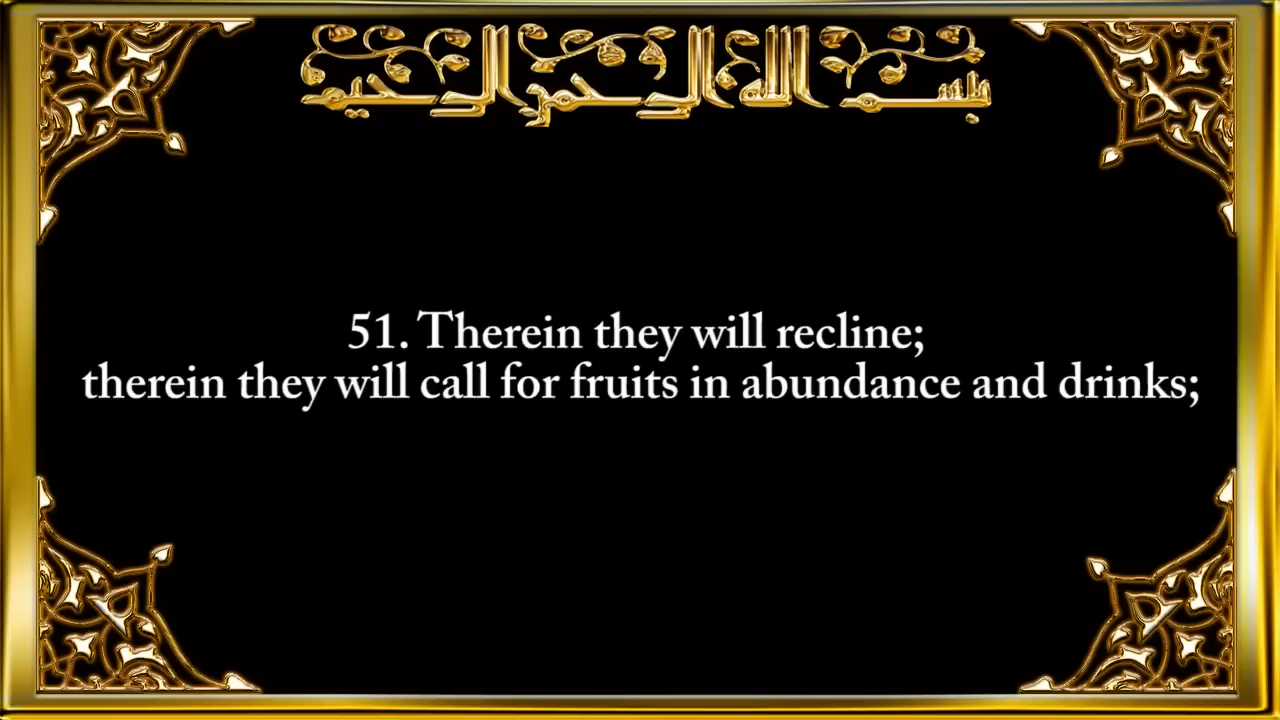 بسم الله الرحمن الرحيم
51. Therein they will recline;
therein they will call for fruits in abundance and drinks;